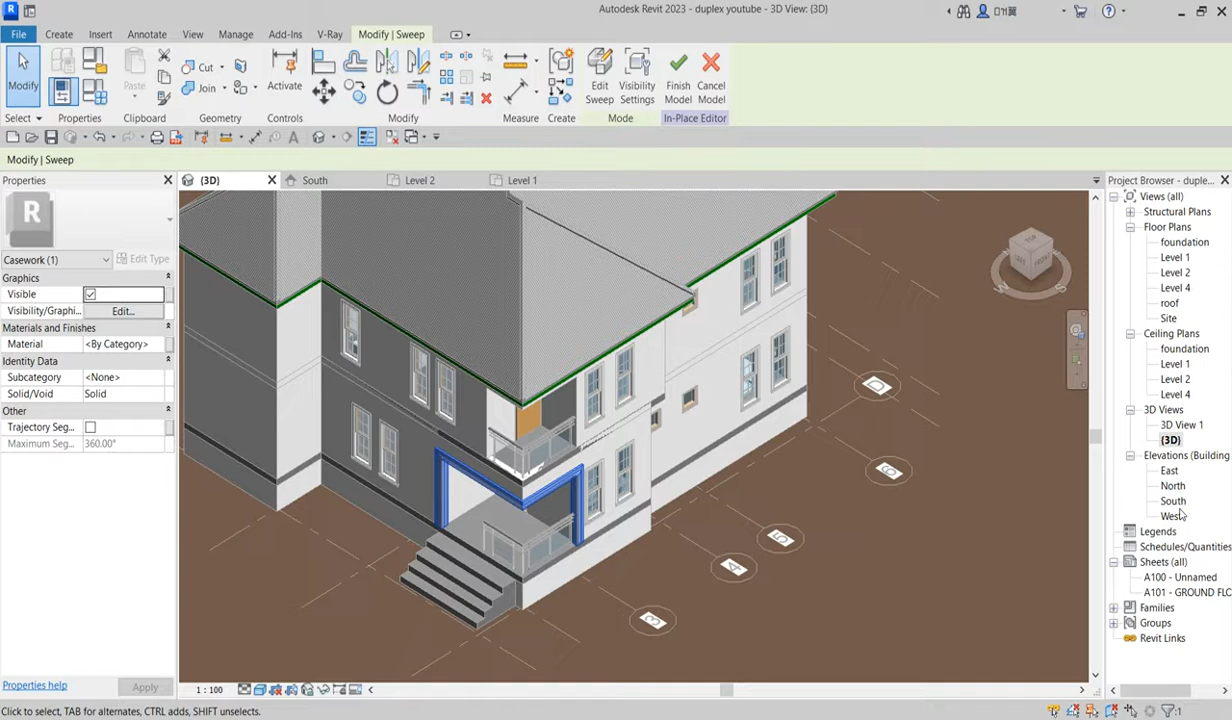 Autodesk Revit 2023 - duplex youtube - 3D View: {3D}
File Create Insert Annotate View Manage Add-Ins V-Ray Modify | Sweep
Modify
Paste
Cut
Join
Activate
Edit Sweep
Visibility Settings
Finish Model
Cancel Model
Select Properties Clipboard Geometry Controls Modify Measure Create Mode In-Place Editor
Modify | Sweep
Properties
{3D}
South
Level 2
Level 1
Project Browser - duple...
R
Casework (1)
Edit Type
Graphics
Visible
Visibility/Graphi...
Edit...
Materials and Finishes
Material
<By Category>
Identity Data
Subcategory
<None>
Solid/Void
Solid
Other
Trajectory Seg...
Maximum Seg...
360.00°
Properties help
Apply
D
6
5
4
3
Views (all)
Structural Plans
Floor Plans
foundation
Level 1
Level 2
Level 4
roof
Site
Ceiling Plans
foundation
Level 1
Level 2
Level 4
3D Views
3D View 1
{3D}
Elevations (Building
East
North
South
West
Legends
Schedules/Quantities
Sheets (all)
A100 - Unnamed
A101 - GROUND FLC
Families
Groups
Revit Links
1 : 100
Click to select, TAB for alternates, CTRL adds, SHIFT unselects.
:1